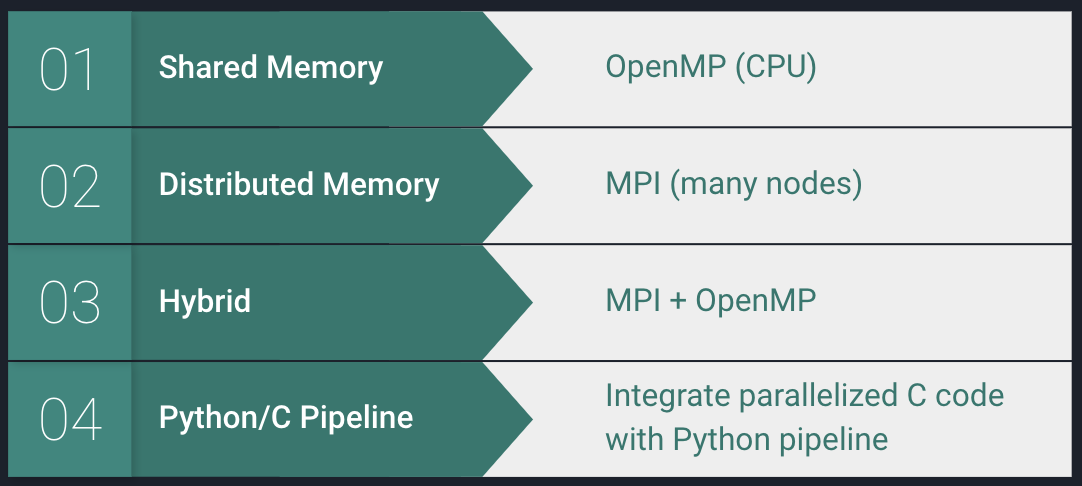 01
Shared Memory
OpenMP (CPU)
02
Distributed Memory
MPI (many nodes)
03
Hybrid
MPI + OpenMP
04
Python/C Pipeline
Integrate parallelized C code
with Python pipeline